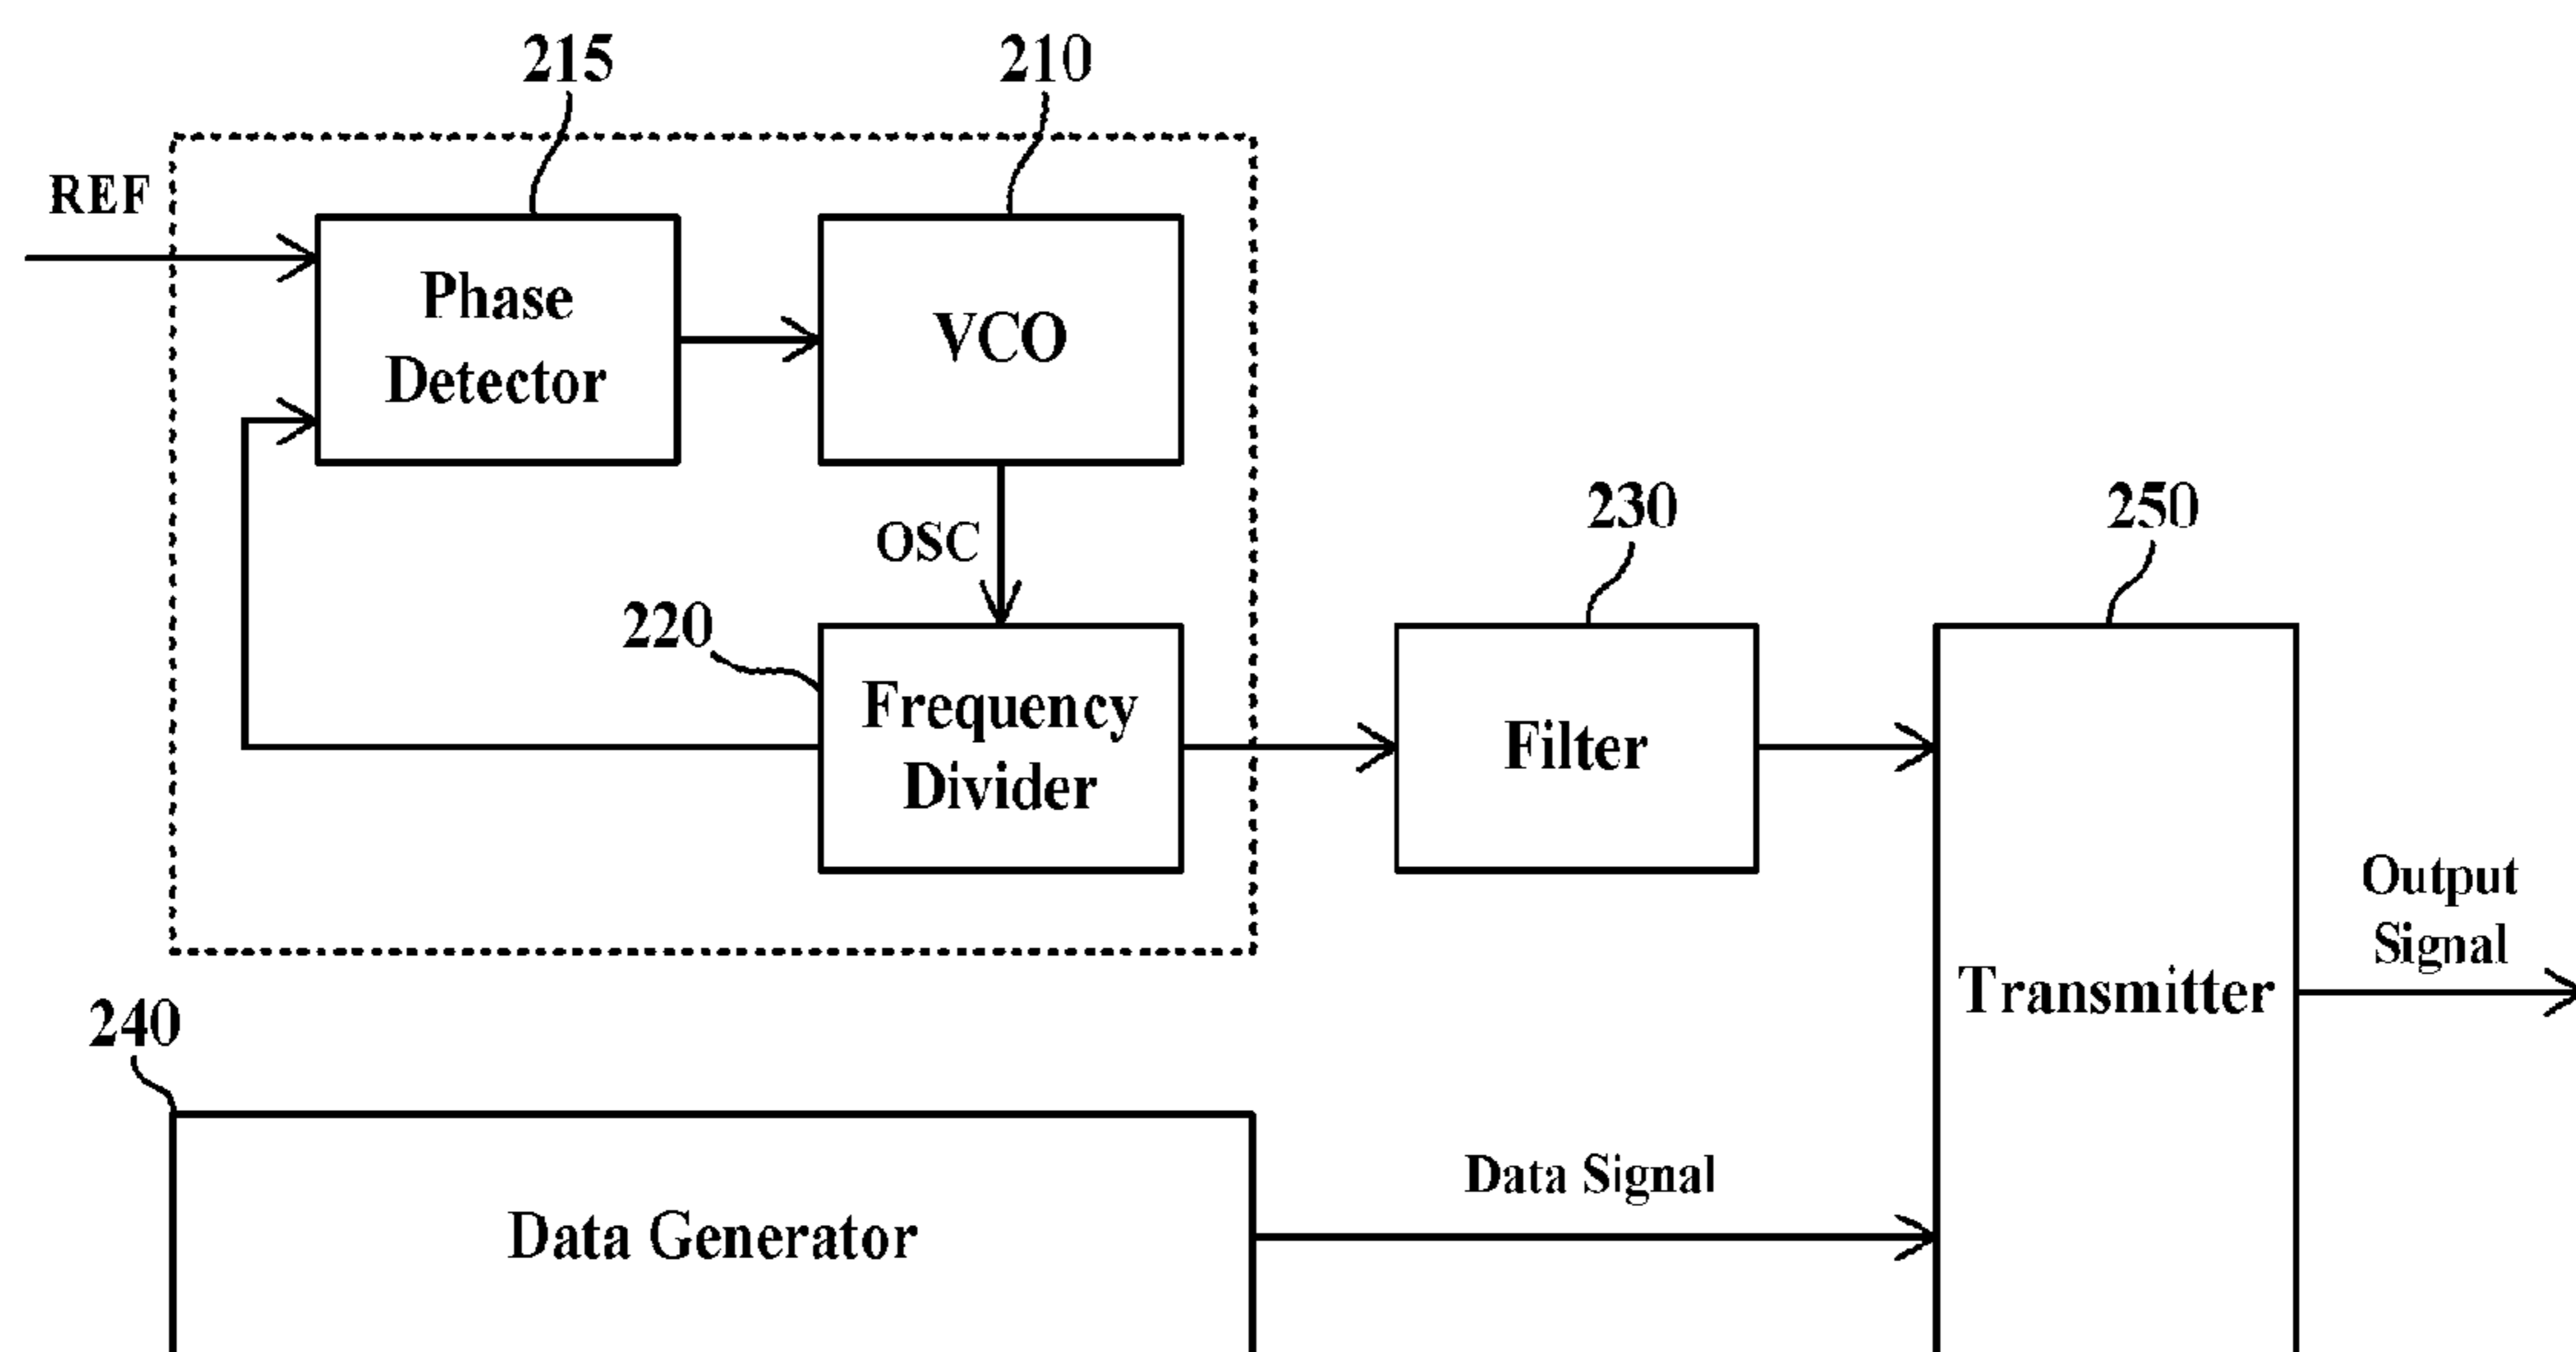 215
210
REF
Phase
Detector
VCO
OSC
230
250
220
Frequency
Divider
Filter
Output
Signal
Transmitter
240
Data Signal
Data Generator